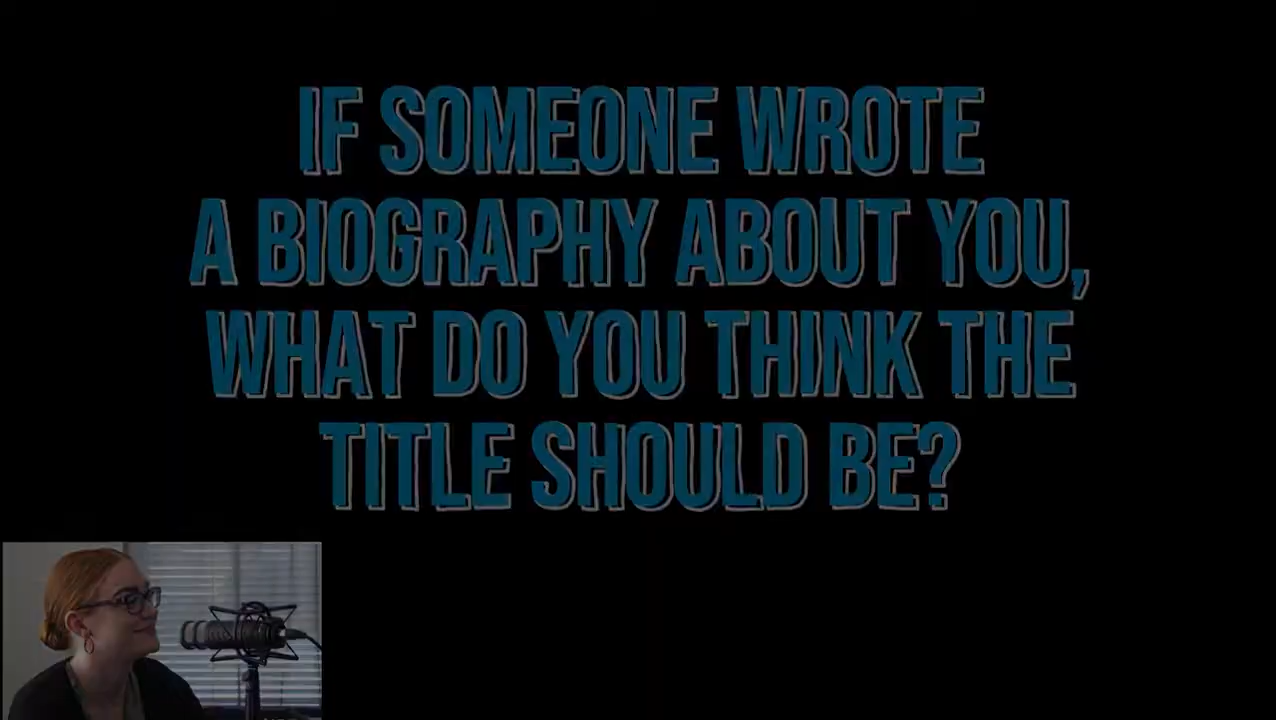 IF SOMEONE WROTE
A BIOGRAPHY ABOUT YOU,
WHAT DO YOU THINK THE
TITLE SHOULD BE?